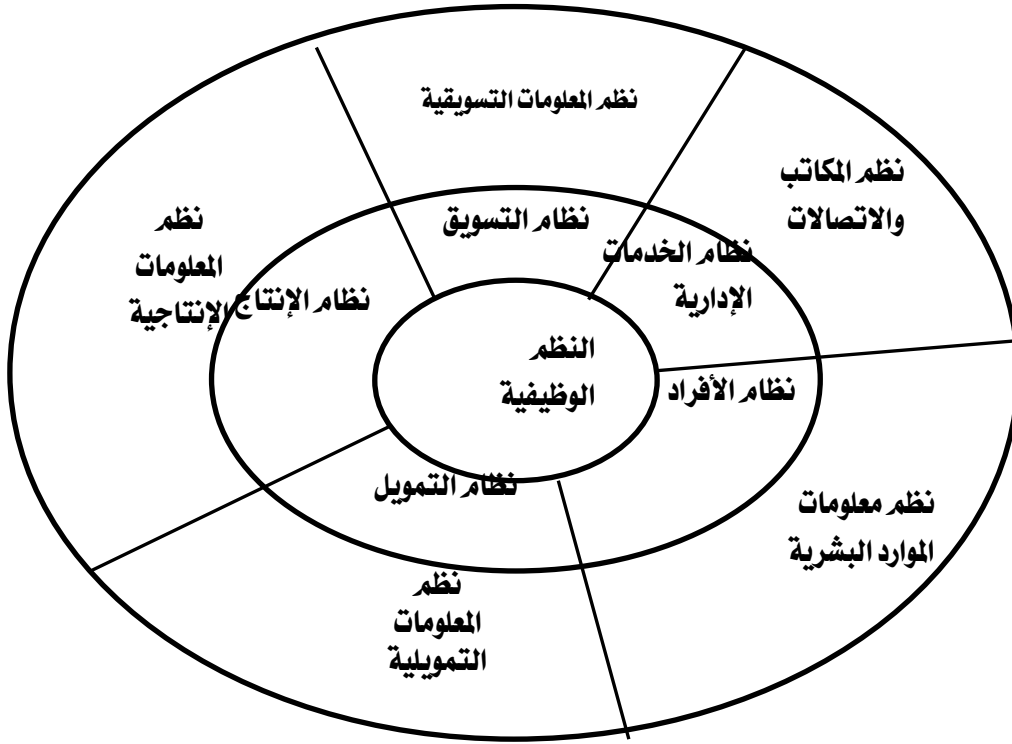 نظم المعلومات التسويقية
نظم المكاتب
والاتصالات
نظام التسويق
نظام الخدمات
الإدارية
نظم
المعلومات
الإنتاجية
نظام الإنتاج
النظم
الوظيفية
نظام الأفراد
نظام التمويل
نظم معلومات
الموارد البشرية
نظم
المعلومات
التمويلية